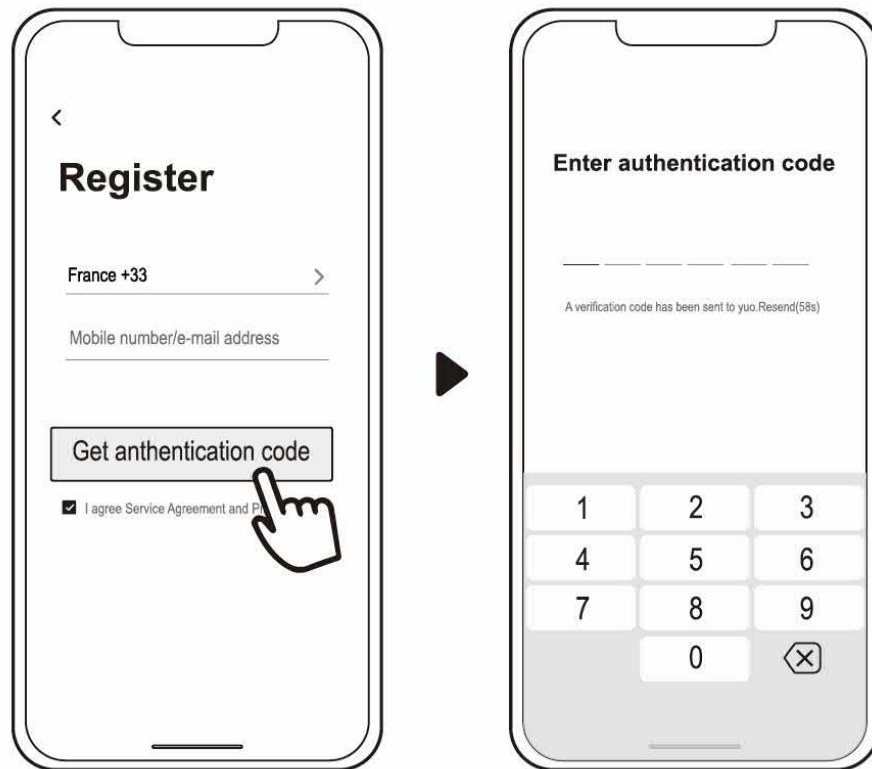 <
Register
France +33 >
Mobile number/e-mail address
Get anthentication code
I agree Service Agreement and
Enter authentication code
A verification code has been sent to yuo.Resend(58s)
1 2 3
4 5 6
7 8 9
0